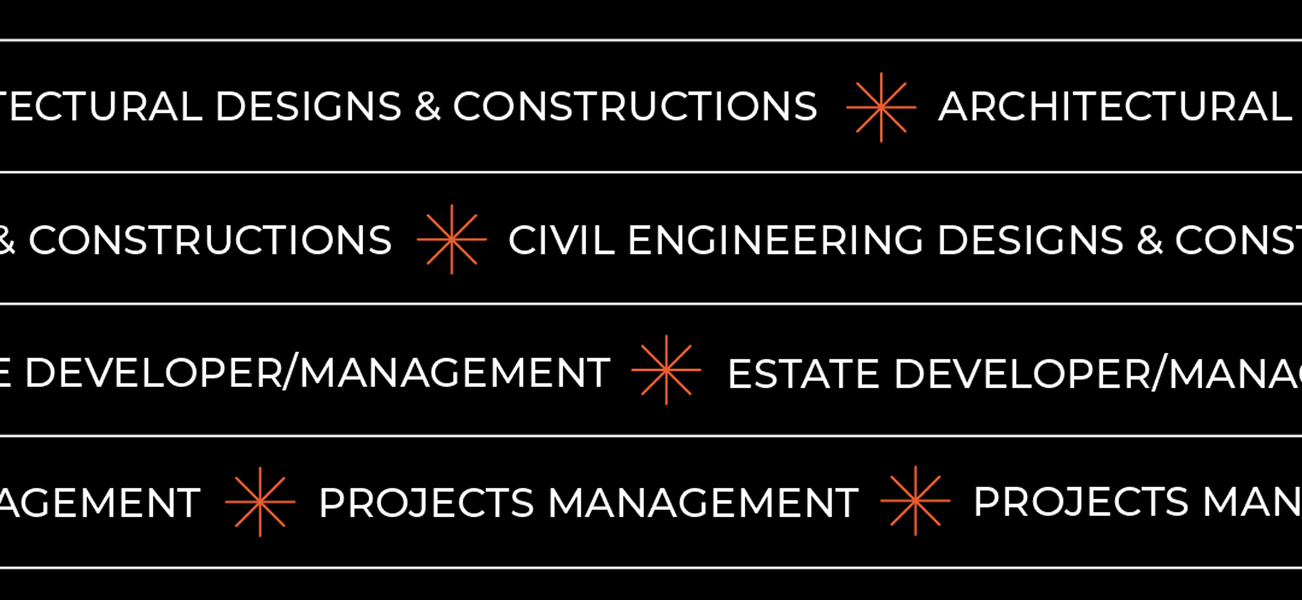 TECTURAL DESIGNS & CONSTRUCTIONS ARCHITECTURAL
& CONSTRUCTIONS CIVIL ENGINEERING DESIGNS & CONST
E DEVELOPER/MANAGEMENT ESTATE DEVELOPER/MANAG
AGEMENT PROJECTS MANAGEMENT PROJECTS MAN